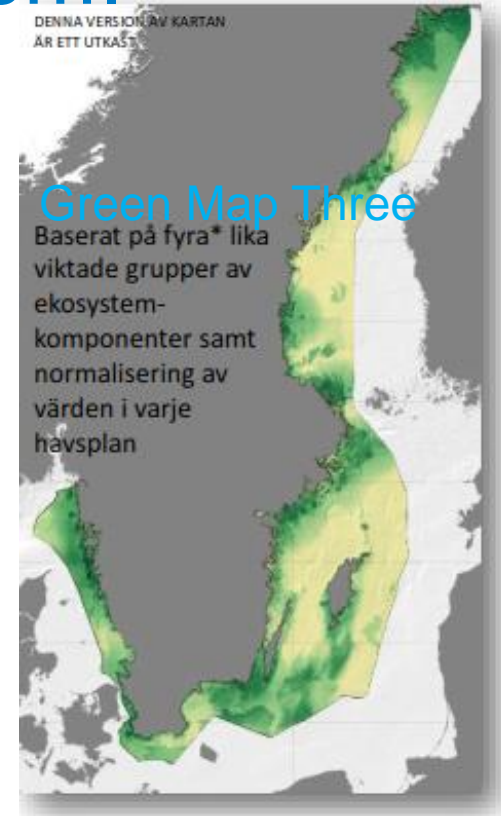 DENNA VERSION AV KARTAN
ÄR ETT UTKAST
Green Map Three
Baserat på fyra* lika
viktade grupper av
ekosystem-
komponenter samt
normalisering av
värden i varje
havsplan